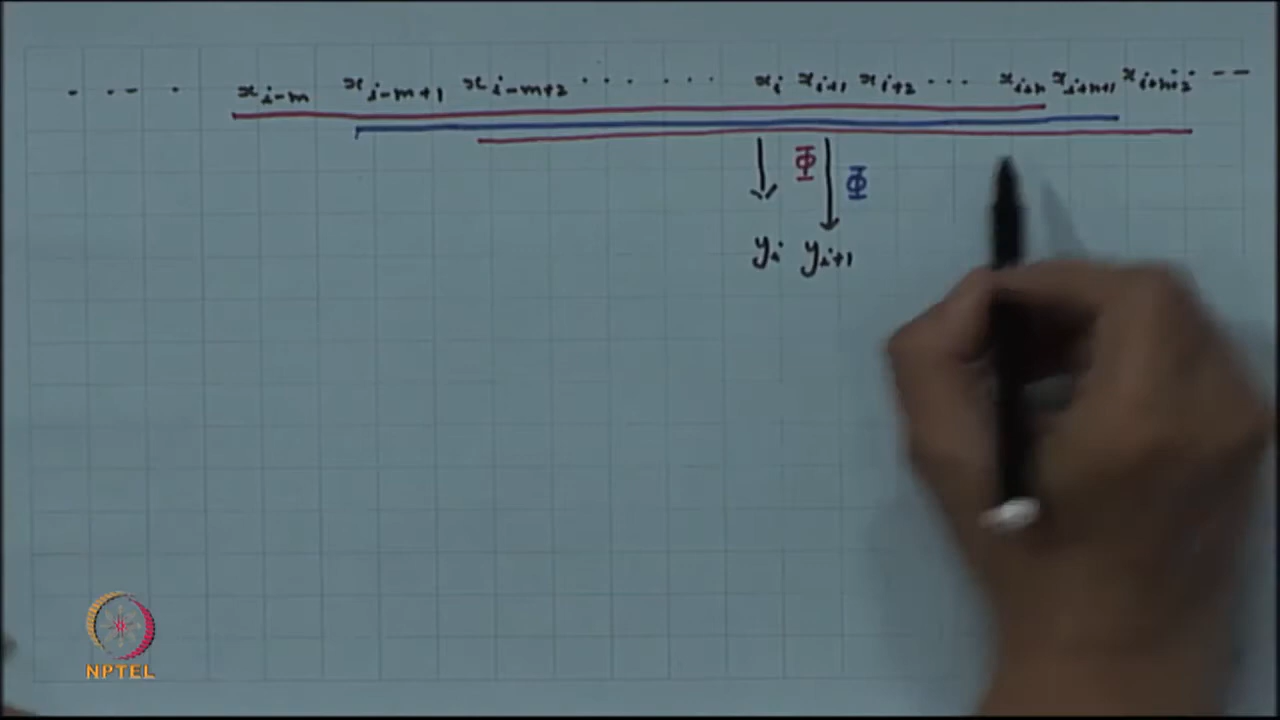 - - - · x_{i-m} x_{i-m+1} x_{i-m+2} · · · · · · x_i x_{i+1} x_{i+2} · · · x_{i+n} x_{i+n+1} x_{i+n+2} · - -
Φ Φ
y_i y_{i+1}
NPTEL